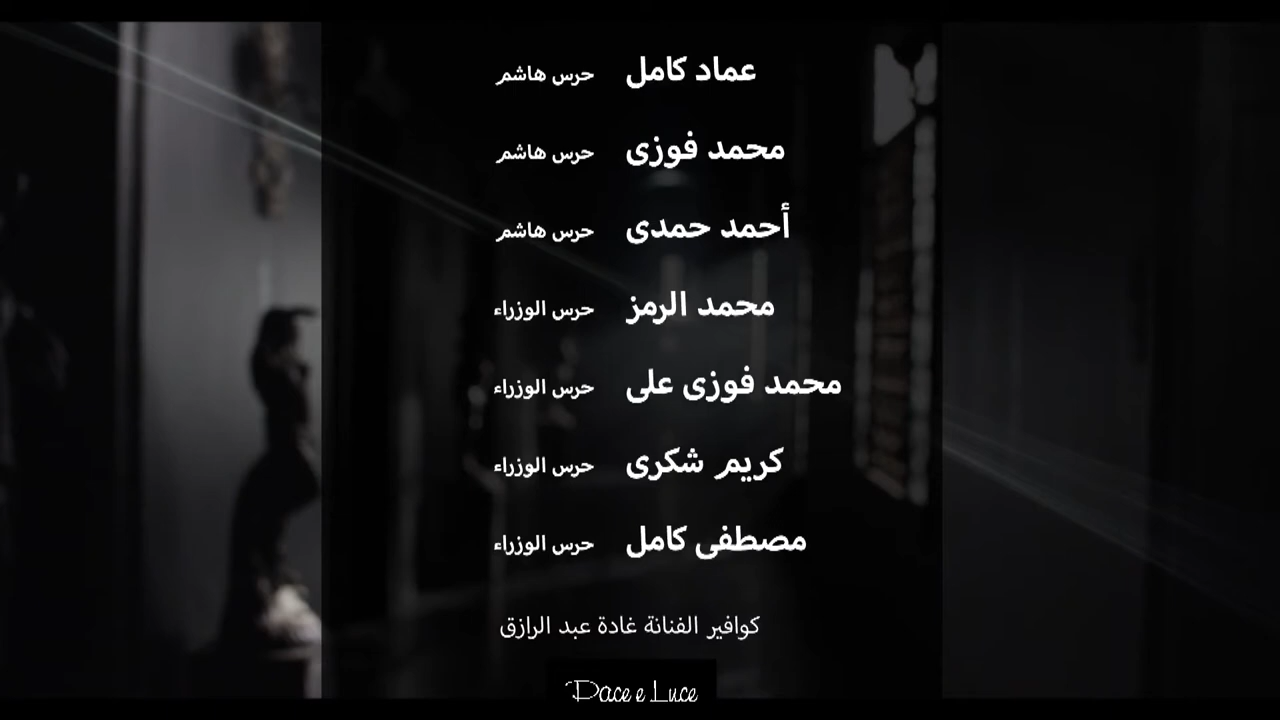 عماد كامل حرس هاشم
محمد فوزى حرس هاشم
أحمد حمدى حرس هاشم
محمد الرمز حرس الوزراء
محمد فوزى على حرس الوزراء
كريم شكرى حرس الوزراء
مصطفى كامل حرس الوزراء
كوافير الفنانة غادة عبد الرازق
Pace e Luce